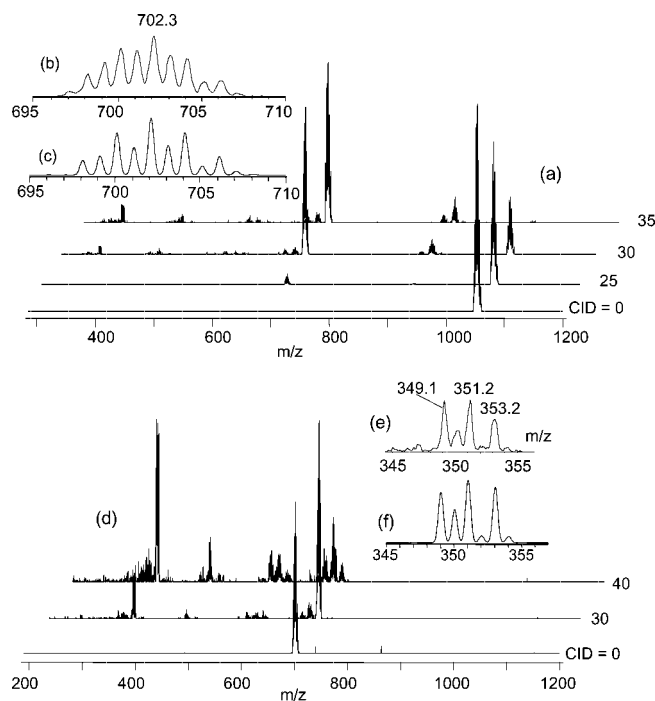 702.3
(b)
695 700 705 710
(c)
695 700 705 710
(a)
35
30
25
CID = 0
400 600 800 1000 1200
m/z
349.1 351.2
353.2
(e)
m/z
345 350 355
(d)
(f)
345 350 355
40
30
CID = 0
200 400 600 800 1000 1200
m/z